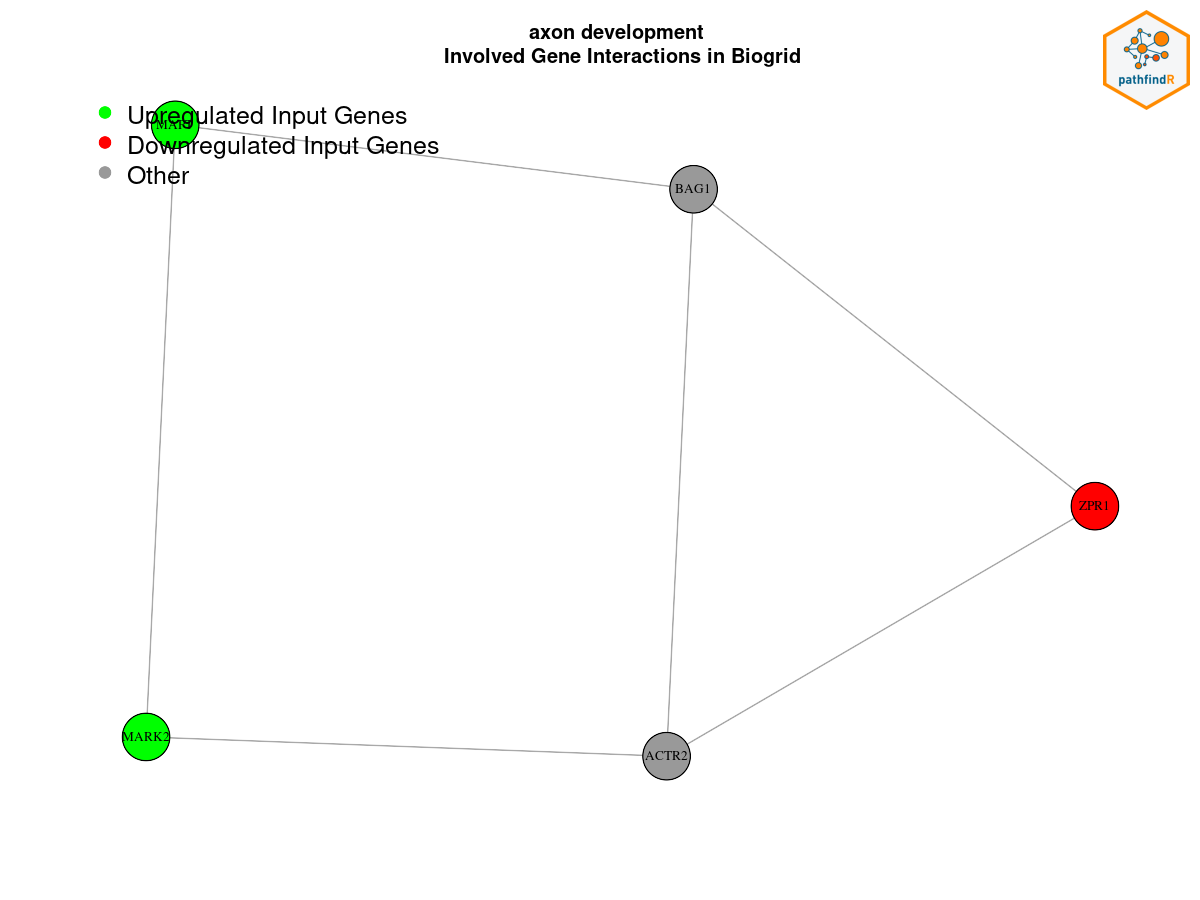 axon development
Involved Gene Interactions in Biogrid
pathfindR
Upregulated Input Genes
Downregulated Input Genes
Other
BAG1
ZPR1
MARK2
ACTR2